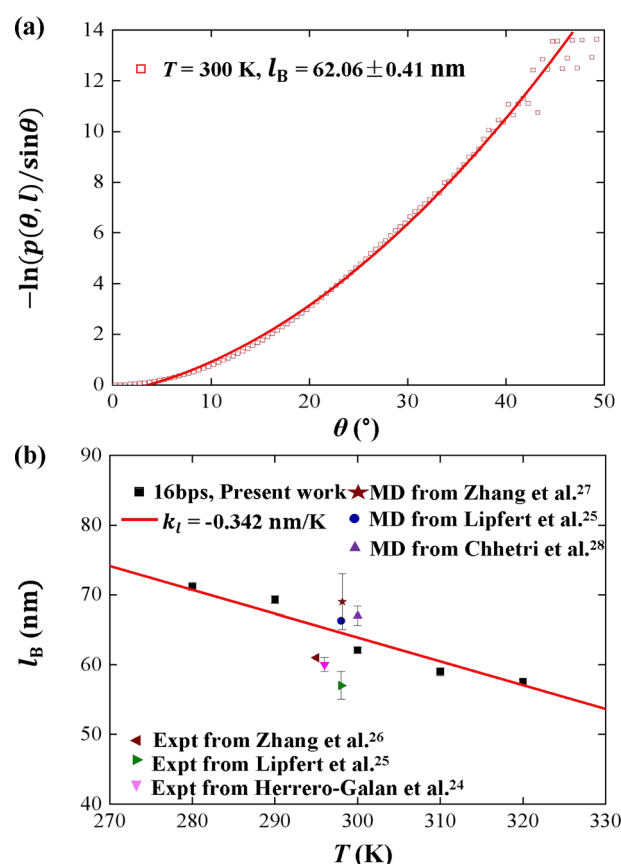 (a)
14
12
10
8
6
4
2
0
−ln(p(θ, l)/sinθ)
T = 300 K, lB = 62.06±0.41 nm
0 10 20 30 40 50
θ (°)
(b)
90
80
70
60
50
40
lB (nm)
16bps, Present work
kl = -0.342 nm/K
MD from Zhang et al.27
MD from Lipfert et al.25
MD from Chhetri et al.28
Expt from Zhang et al.26
Expt from Lipfert et al.25
Expt from Herrero-Galan et al.24
270 280 290 300 310 320 330
T (K)